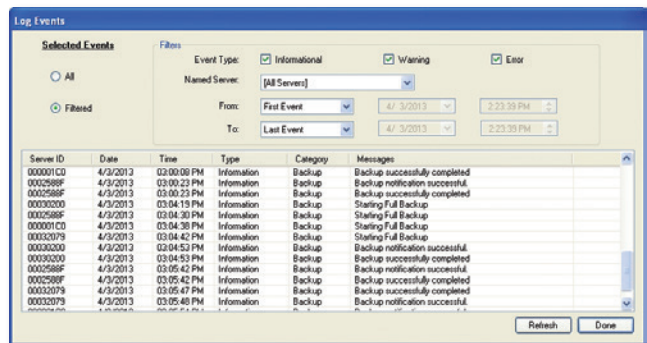 Log Events
Selected Events
All
Filtered
Filters
Event Type: Informational Warning Error
Named Server: [All Servers]
From: First Event 4/ 3/2013 2:23:39 PM
To: Last Event 4/ 3/2013 2:23:39 PM
Server ID Date Time Type Category Messages
000001C0 4/3/2013 03:00:08 PM Information Backup Backup successfully completed
0002588F 4/3/2013 03:00:23 PM Information Backup Backup notification successful.
0002588F 4/3/2013 03:00:23 PM Information Backup Backup successfully completed
00030200 4/3/2013 03:04:19 PM Information Backup Starting Full Backup
0002588F 4/3/2013 03:04:30 PM Information Backup Starting Full Backup
000001C0 4/3/2013 03:04:38 PM Information Backup Starting Full Backup
00032079 4/3/2013 03:04:42 PM Information Backup Starting Full Backup
00030200 4/3/2013 03:04:53 PM Information Backup Backup notification successful.
00030200 4/3/2013 03:04:53 PM Information Backup Backup successfully completed
0002588F 4/3/2013 03:05:42 PM Information Backup Backup notification successful.
0002588F 4/3/2013 03:05:42 PM Information Backup Backup successfully completed
00032079 4/3/2013 03:05:47 PM Information Backup Backup successfully completed
00032079 4/3/2013 03:05:48 PM Information Backup Backup notification successful.
Refresh Done